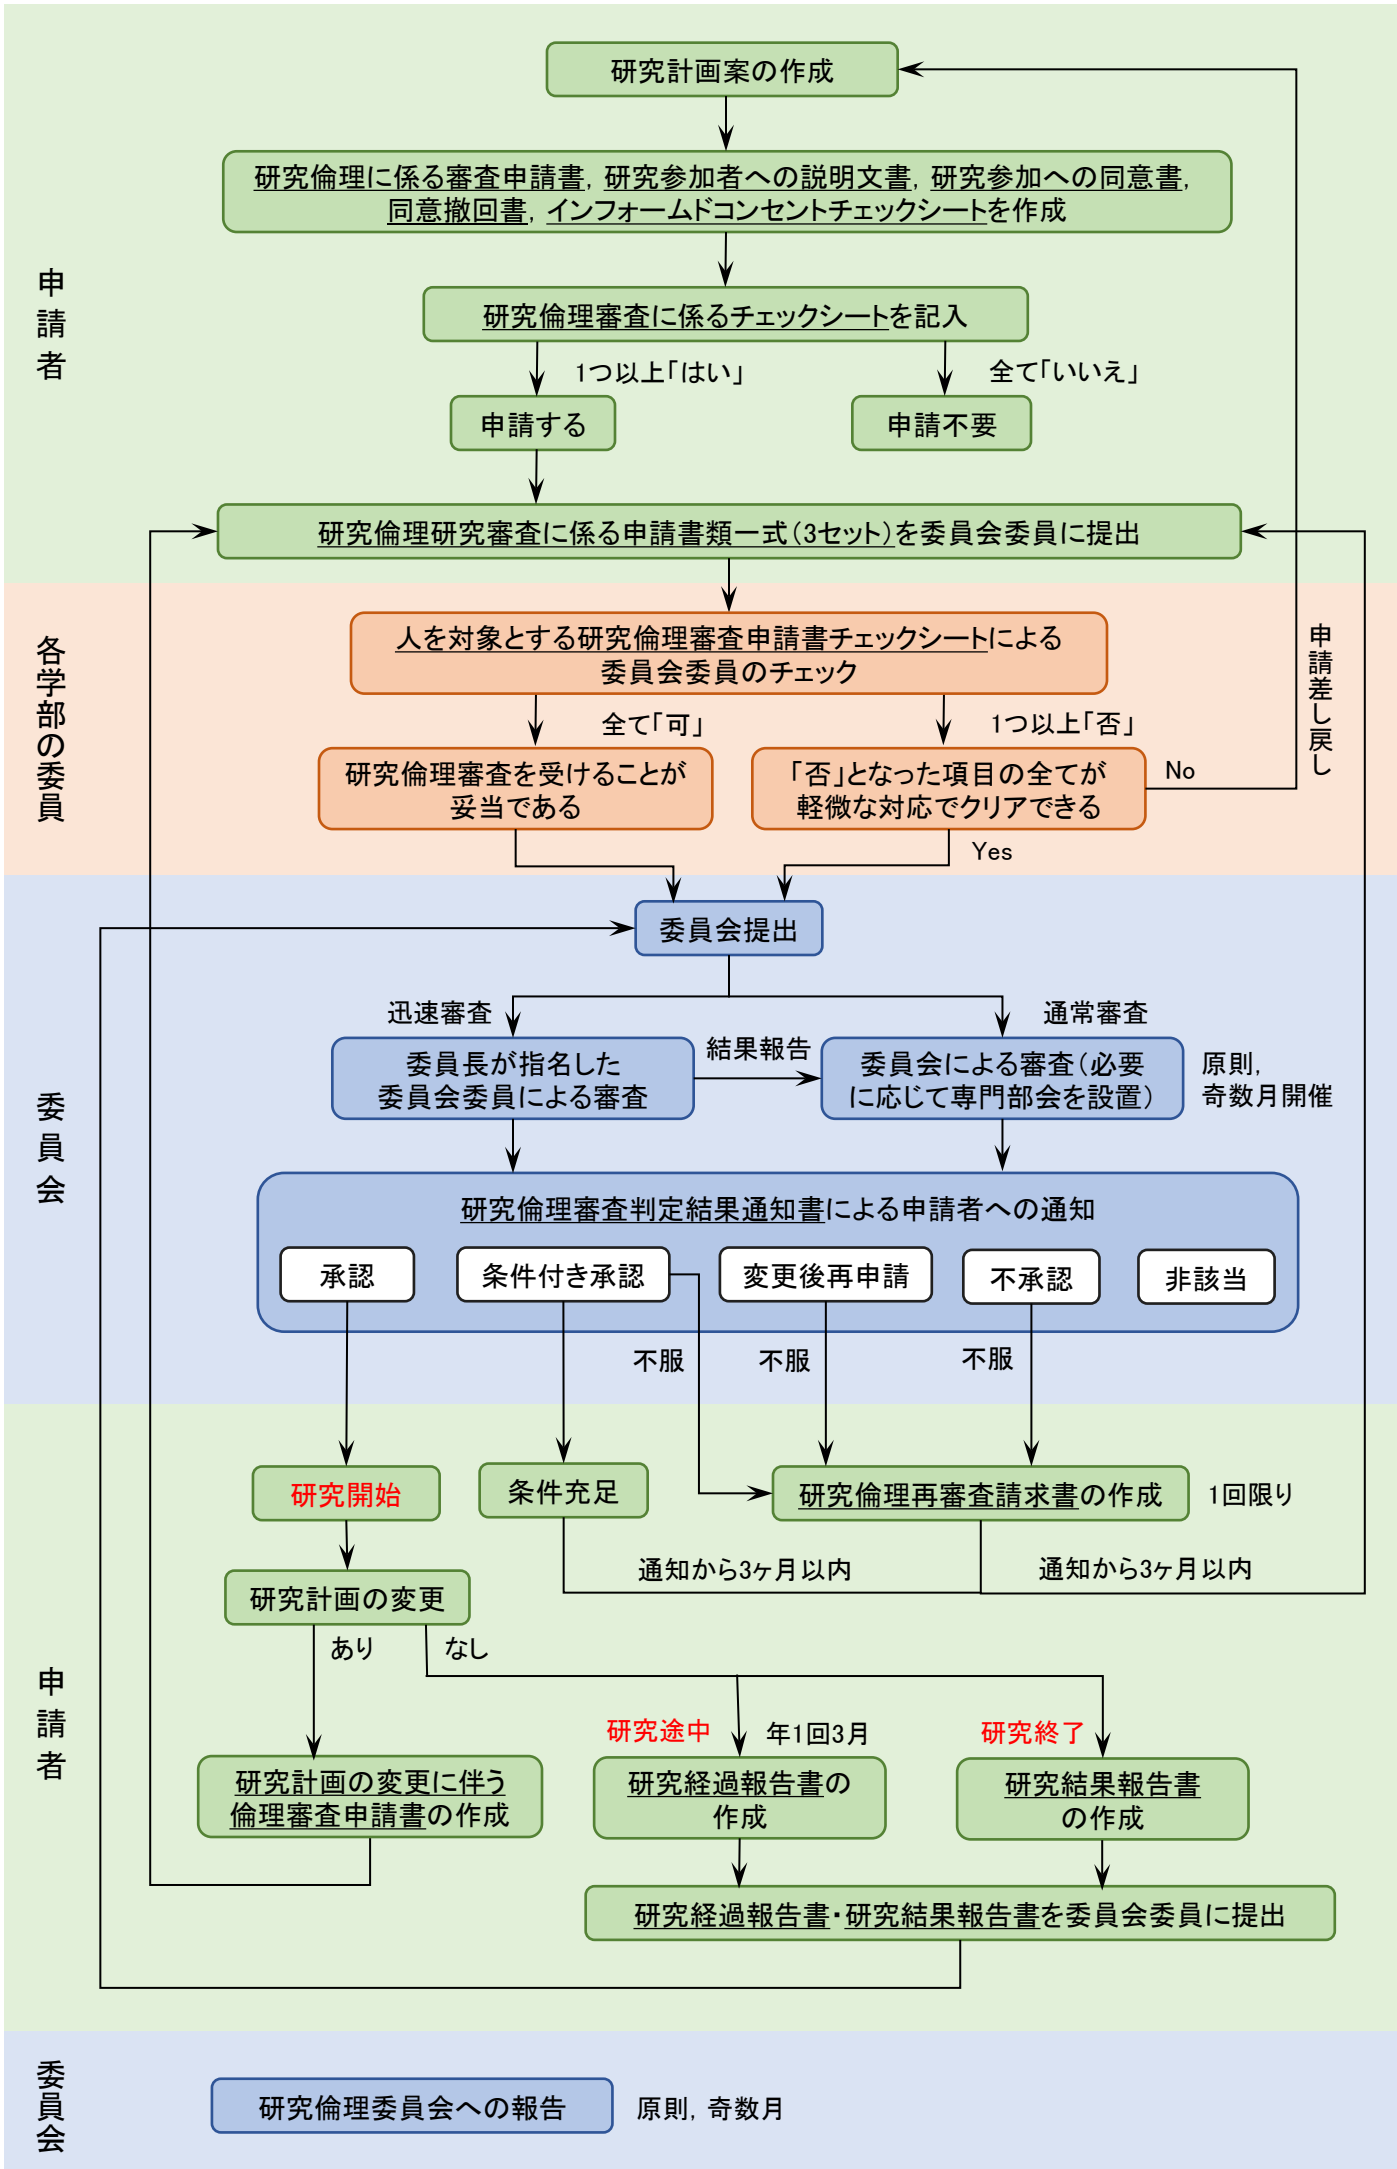 研究計画案の作成
研究倫理に係る審査申請書，研究参加者への説明文書，研究参加への同意書，
同意撤回書，インフォームドコンセントチェックシートを作成
申請者
研究倫理審査に係るチェックシートを記入
1つ以上「はい」
全て「いいえ」
申請する
申請不要
研究倫理研究審査に係る申請書類一式（3セット）を委員会委員に提出
各学部の委員
人を対象とする研究倫理審査申請書チェックシートによる
委員会委員のチェック
申請差し戻し
全て「可」
1つ以上「否」
研究倫理審査を受けることが
妥当である
「否」となった項目の全てが
軽微な対応でクリアできる
No
Yes
委員会
委員会提出
迅速審査
通常審査
委員長が指名した
委員会委員による審査
結果報告
委員会による審査（必要
に応じて専門部会を設置）
原則，
奇数月開催
研究倫理審査判定結果通知書による申請者への通知
承認
条件付き承認
変更後再申請
不承認
非該当
不服
不服
不服
申請者
研究開始
条件充足
研究倫理再審査請求書の作成
1回限り
通知から3ヶ月以内
通知から3ヶ月以内
研究計画の変更
あり
なし
研究途中
年1回3月
研究終了
研究計画の変更に伴う
倫理審査申請書の作成
研究経過報告書の
作成
研究結果報告書
の作成
研究経過報告書・研究結果報告書を委員会委員に提出
委員会
研究倫理委員会への報告
原則，奇数月